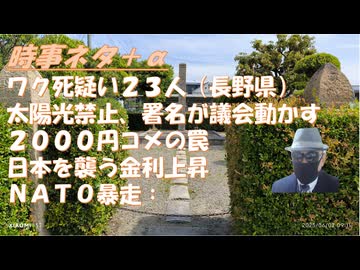 時事ネタ+α
ワク死疑い２３人（長野県）
太陽光禁止、署名が議会動かす
２０００円コメの罠
日本を襲う金利上昇
ＮＡＴＯ暴走：